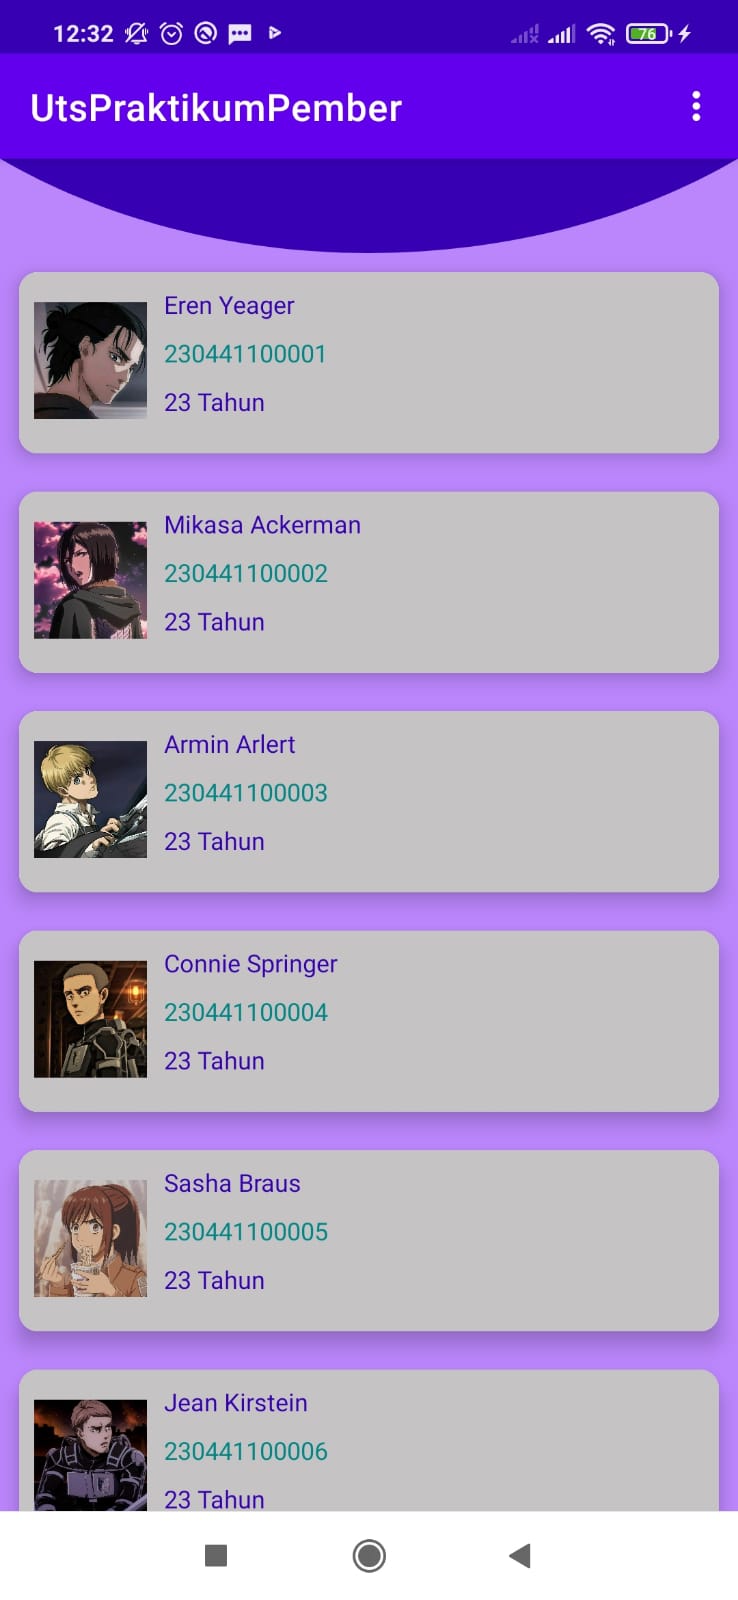 12:32
76
UtsPraktikumPember
Eren Yeager
230441100001
23 Tahun
Mikasa Ackerman
230441100002
23 Tahun
Armin Arlert
230441100003
23 Tahun
Connie Springer
230441100004
23 Tahun
Sasha Braus
230441100005
23 Tahun
Jean Kirstein
230441100006
23 Tahun